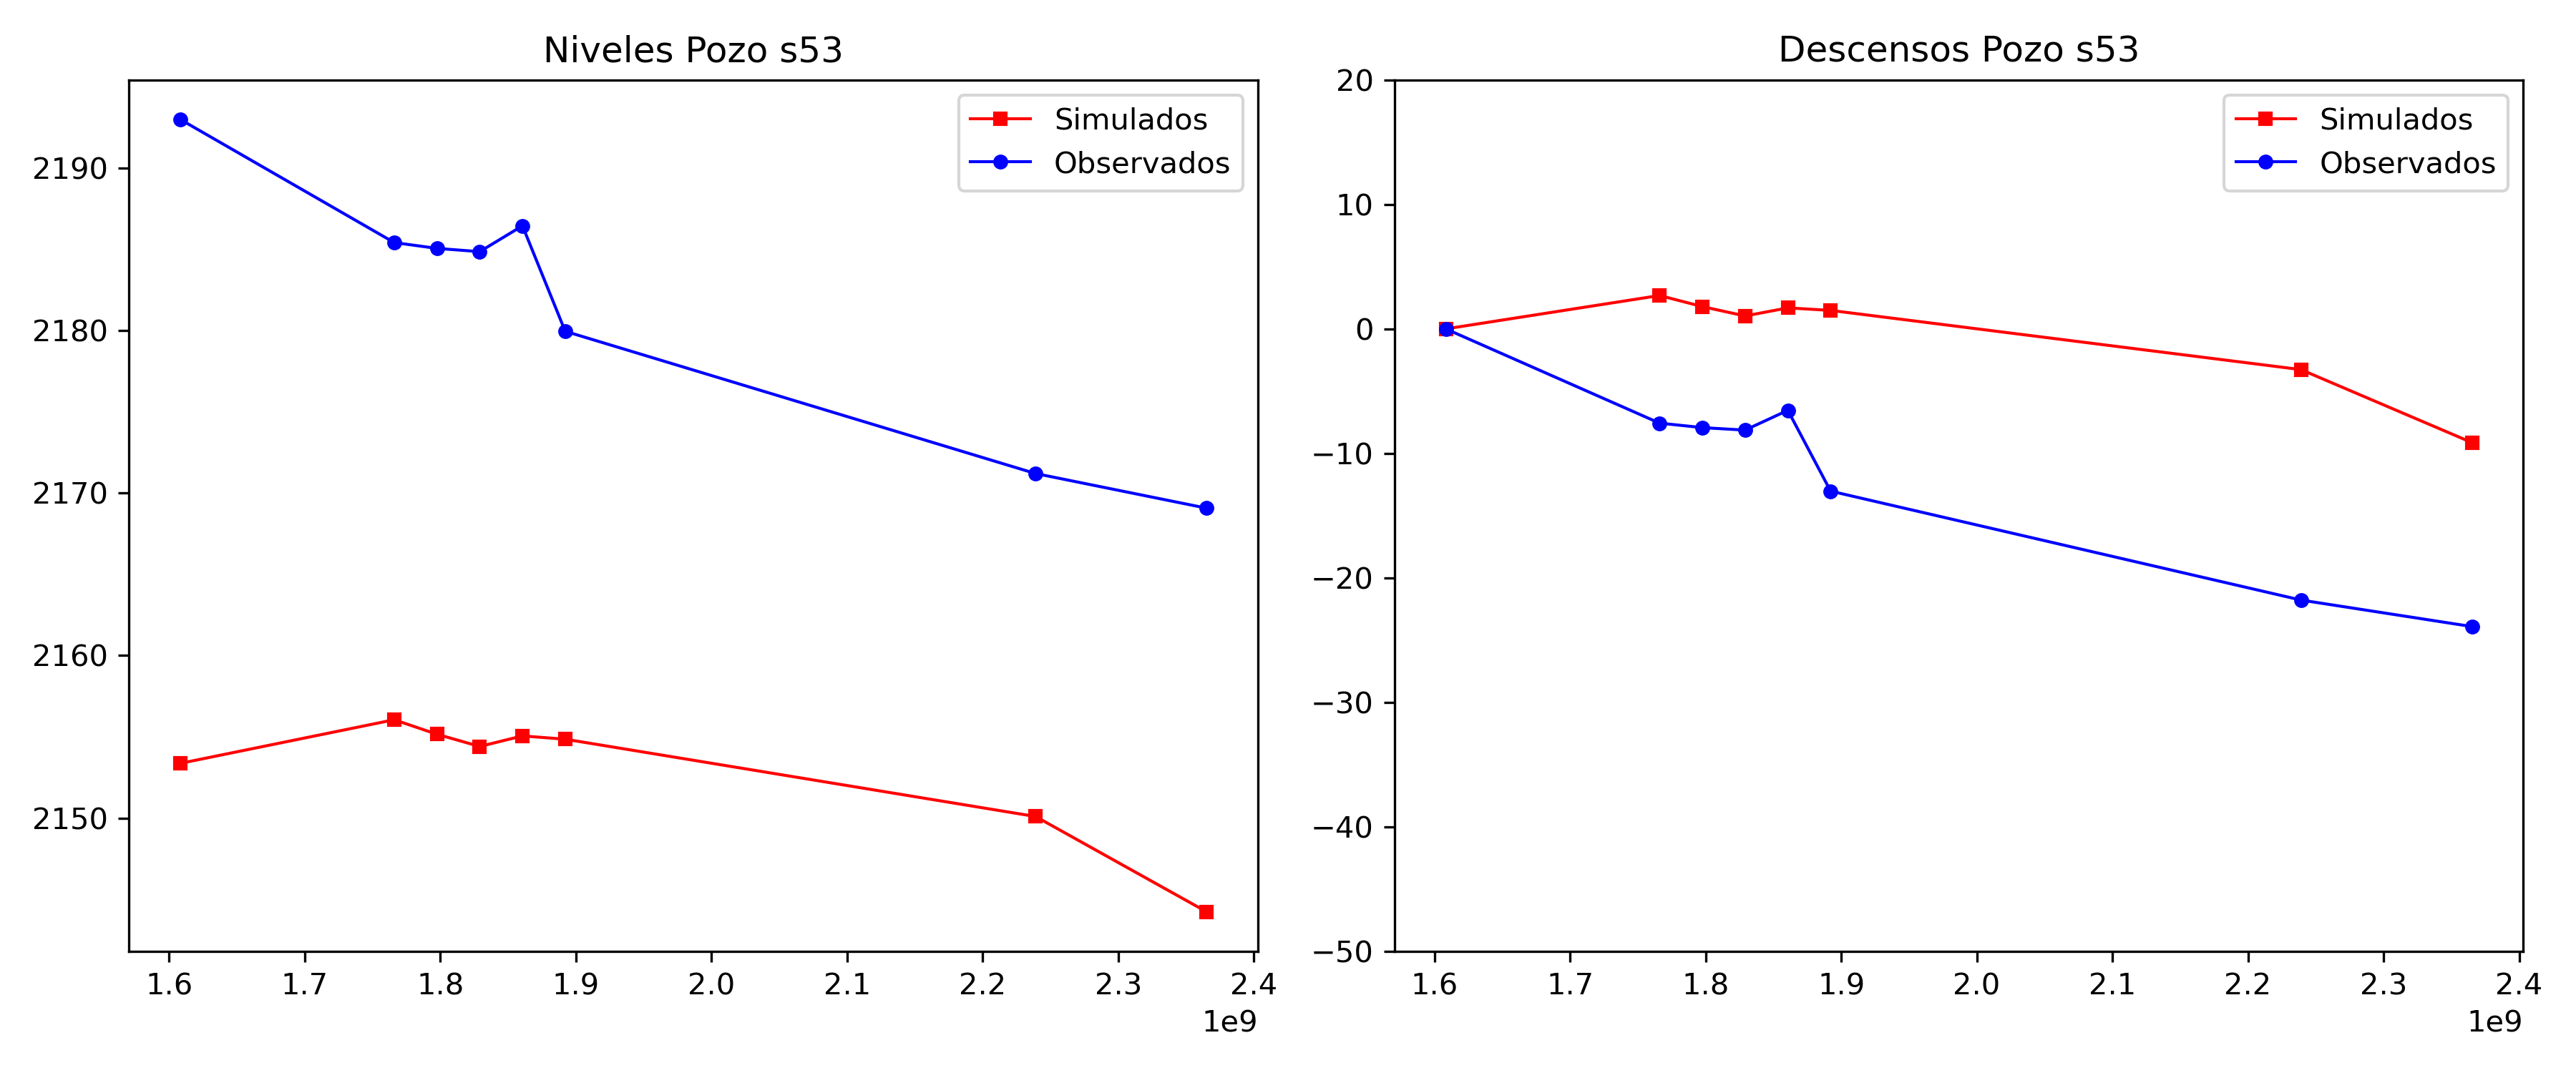 Niveles Pozo s53
Simulados
Observados
2190
2180
2170
2160
2150
1.6 1.7 1.8 1.9 2.0 2.1 2.2 2.3 2.4
1e9
Descensos Pozo s53
Simulados
Observados
20
10
0
−10
−20
−30
−40
−50
1.6 1.7 1.8 1.9 2.0 2.1 2.2 2.3 2.4
1e9